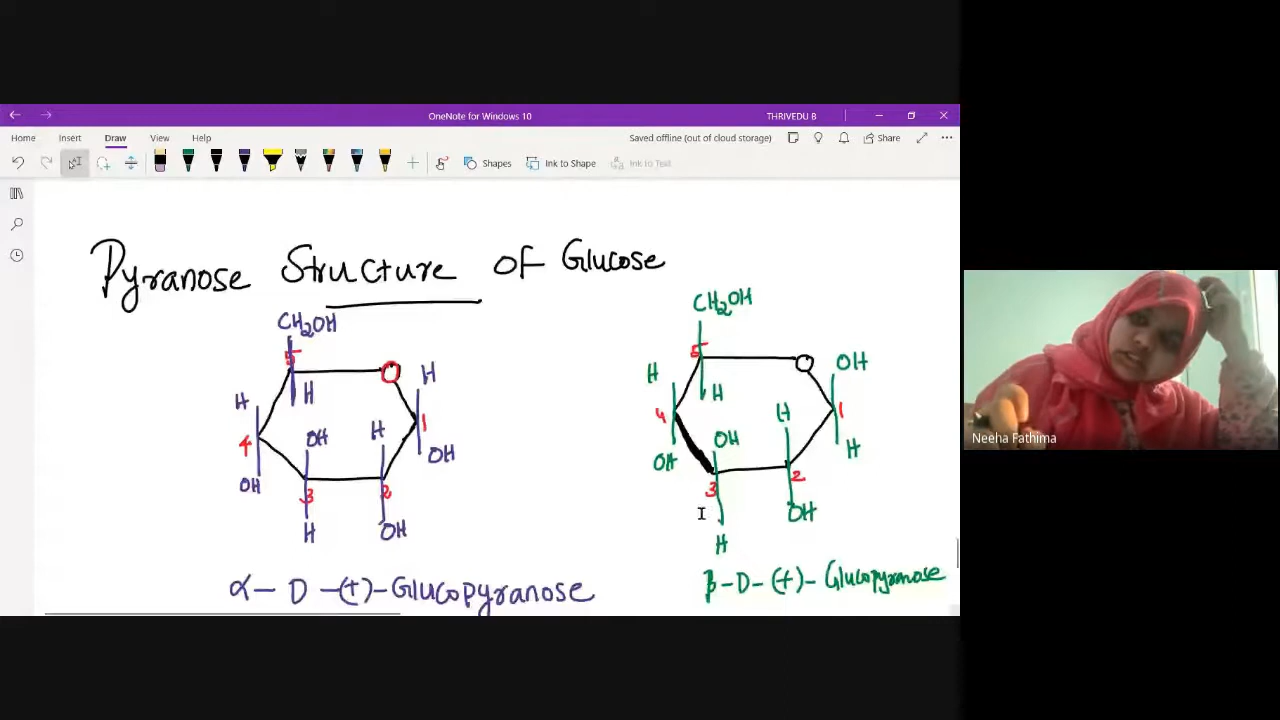 OneNote for Windows 10
THRIVEDU B
Home Insert Draw View Help
Saved offline (out of cloud storage)
Share
Shapes
Ink to Shape
Ink to Text
Pyranose Structure of Glucose
CH2OH
5
H
O
H
H
4
OH
H
1
OH
OH
3
2
H
OH
α-D-(+)-Glucopyranose
CH2OH
5
H
O
OH
H
4
OH
H
1
OH
H
3
2
OH
H
β-D-(+)-Glucopyranose
Neeha Fathima